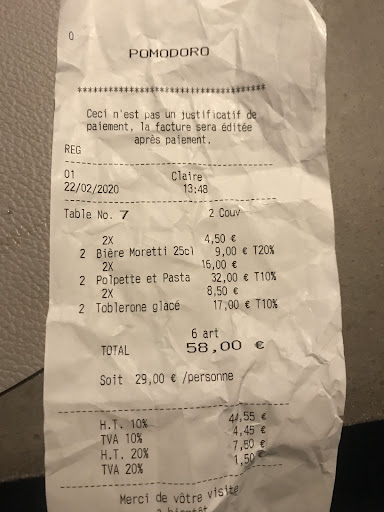 0
POMODORO
************************************
Ceci n'est pas un justificatif de
paiement, la facture sera éditée
après paiement.
REG
01 Claire
22/02/2020 13:48
Table No. 7 2 Couv
2X 4,50 €
2 Bière Moretti 25cl 9,00 € T20%
2X 16,00 €
2 Polpette et Pasta 32,00 € T10%
2X 8,50 €
2 Toblerone glacé 17,00 € T10%
6 art
TOTAL 58,00 €
Soit 29,00 € /personne
H.T. 10% 44,55 €
TVA 10% 4,45 €
H.T. 20% 7,50 €
TVA 20% 1,50 €
Merci de vôtre visite
à bientôt